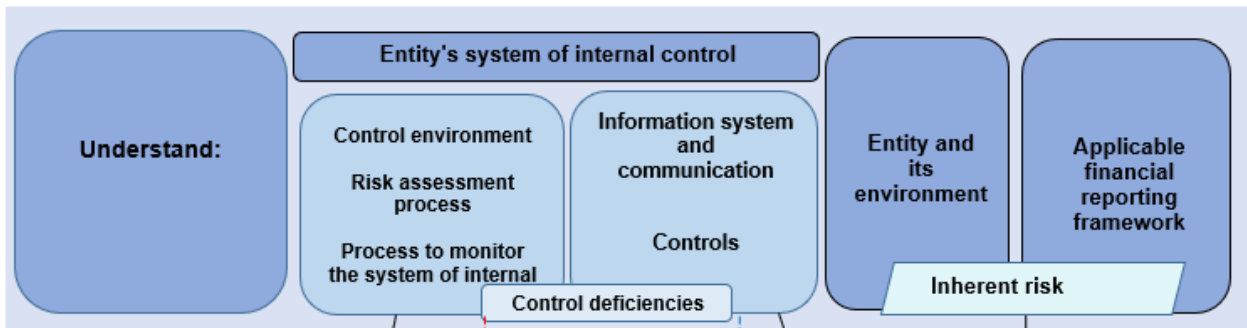 Understand:
Entity's system of internal control
Control environment
Risk assessment
process
Process to monitor
the system of internal
Information system
and
communication
Controls
Control deficiencies
Entity and
its
environment
Applicable
financial
reporting
framework
Inherent risk